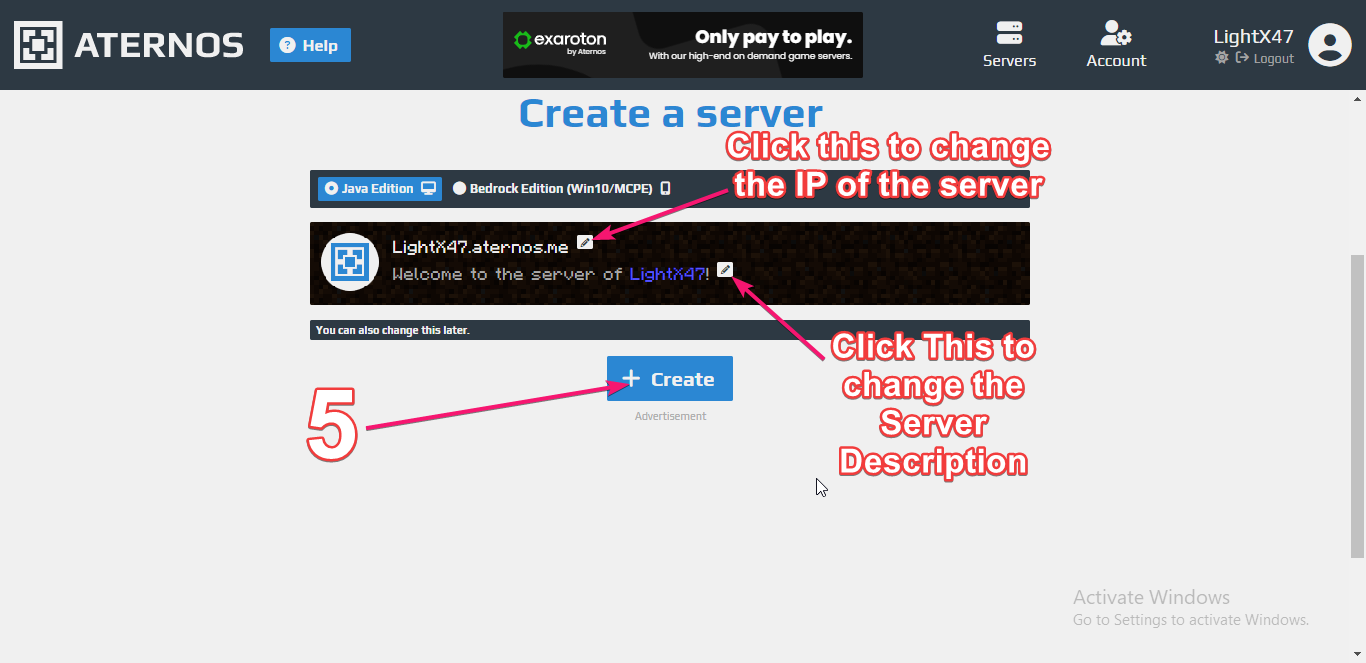 ATERNOS
Help
exaroton
by Aternos
Only pay to play.
With our high-end on demand game servers.
Servers
Account
LightX47
Logout
Create a server
Click this to change
the IP of the server
Java Edition
Bedrock Edition (Win10/MCPE)
LightX47.aternos.me
Welcome to the server of LightX47!
You can also change this later.
Click This to
change the
Server
Description
5
Create
Advertisement
Activate Windows
Go to Settings to activate Windows.